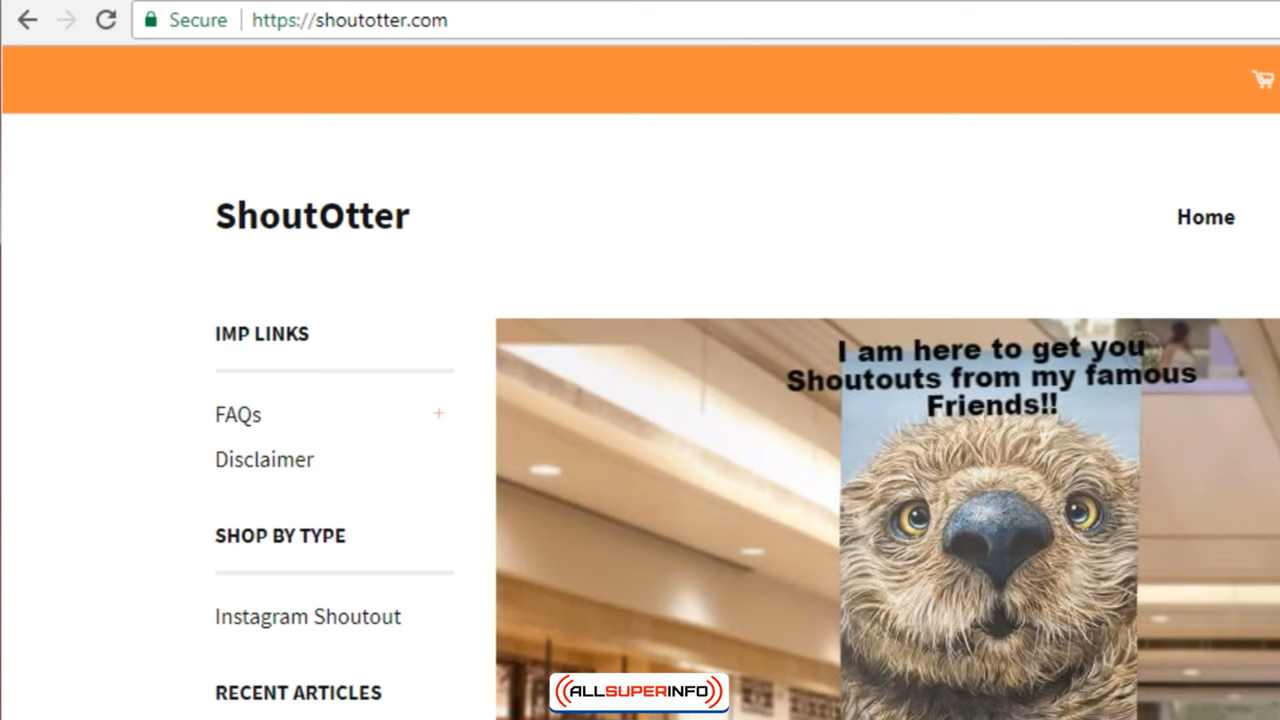 Secure
https://shoutotter.com
ShoutOtter
Home
IMP LINKS
FAQs +
Disclaimer
SHOP BY TYPE
Instagram Shoutout
RECENT ARTICLES
I am here to get you
Shoutouts from my famous
Friends!!
ALLSUPERINFO